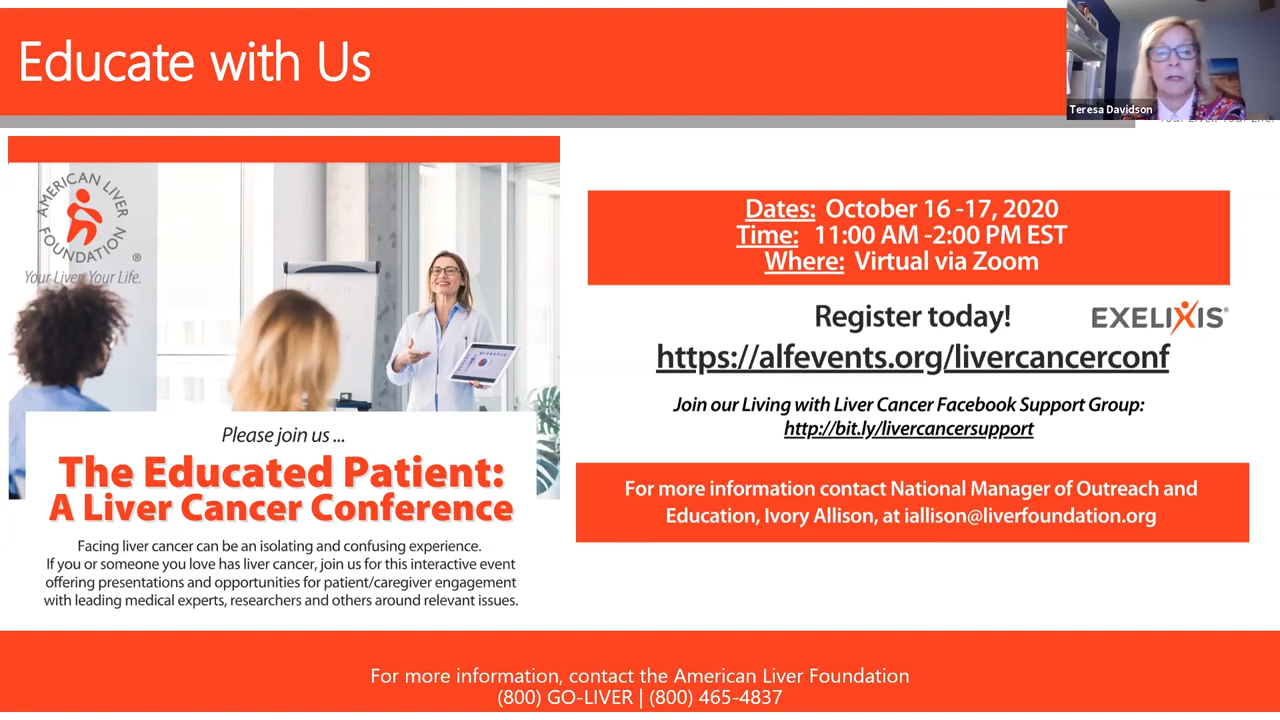 Educate with Us
Teresa Davidson
AMERICAN LIVER
FOUNDATION
®
Your Liver. Your Life.
Please join us ...
The Educated Patient:
A Liver Cancer Conference
Facing liver cancer can be an isolating and confusing experience.
If you or someone you love has liver cancer, join us for this interactive event
offering presentations and opportunities for patient/caregiver engagement
with leading medical experts, researchers and others around relevant issues.
Dates: October 16 -17, 2020
Time: 11:00 AM -2:00 PM EST
Where: Virtual via Zoom
Register today!
EXELIXIS®
https://alfevents.org/livercancerconf
Join our Living with Liver Cancer Facebook Support Group:
http://bit.ly/livercancersupport
For more information contact National Manager of Outreach and
Education, Ivory Allison, at iallison@liverfoundation.org
For more information, contact the American Liver Foundation
(800) GO-LIVER | (800) 465-4837